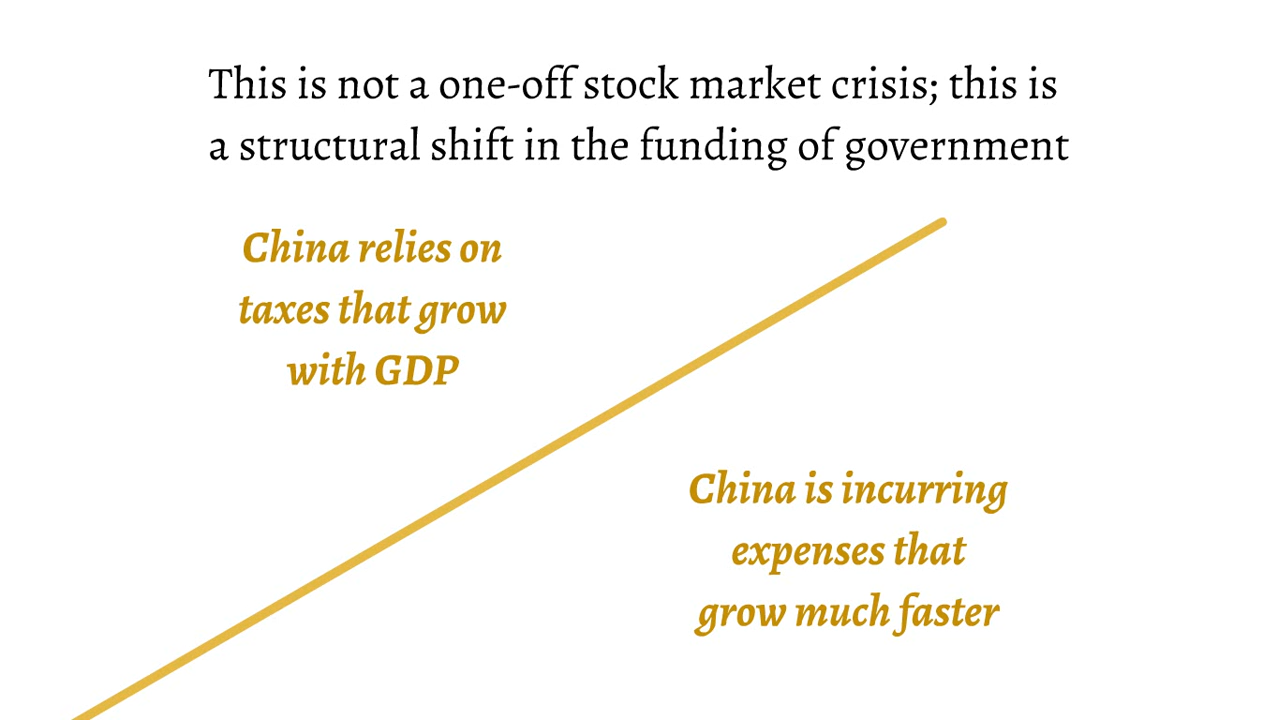 This is not a one-off stock market crisis; this is
a structural shift in the funding of government
China relies on
taxes that grow
with GDP
China is incurring
expenses that
grow much faster